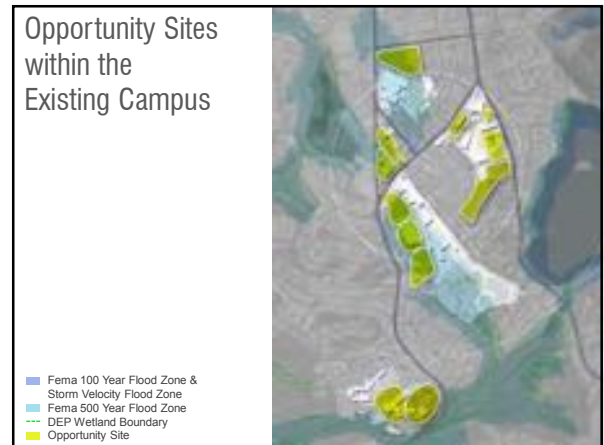 Opportunity Sites
within the
Existing Campus
Fema 100 Year Flood Zone &
Storm Velocity Flood Zone
Fema 500 Year Flood Zone
DEP Wetland Boundary
Opportunity Site